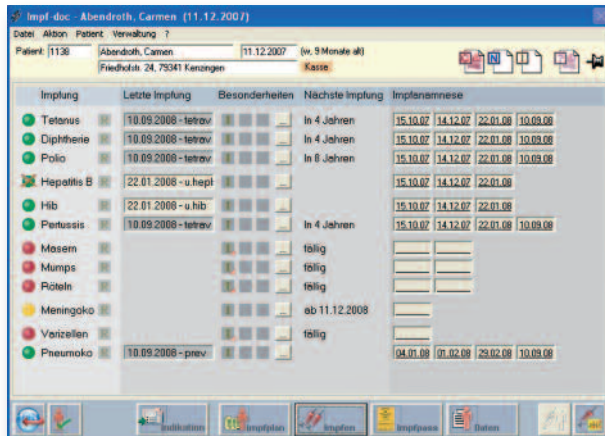 Impf-doc - Abendroth, Carmen (11.12.2007)
Datei Aktion Patient Verwaltung ?
Patient: 1136 Abendroth, Carmen 11.12.2007 (w, 9 Monate alt)
Friedhofstr. 24, 79341 Kenzingen Kasse
Impfung Letzte Impfung Besonderheiten Nächste Impfung Impfanamnese
Tetanus R 10.09.2008 - tetrav I ... In 4 Jahren 15.10.07 14.12.07 22.01.08 10.09.08
Diphtherie R 10.09.2008 - tetrav I ... In 4 Jahren 15.10.07 14.12.07 22.01.08 10.09.08
Polio R 10.09.2008 - tetrav I ... In 8 Jahren 15.10.07 14.12.07 22.01.08 10.09.08
Hepatitis B R 22.01.2008 - u.hepl I ... 15.10.07 14.12.07 22.01.08
Hib R 22.01.2008 - u.hib I ... 15.10.07 14.12.07 22.01.08
Pertussis R 10.09.2008 - tetrav I ... In 4 Jahren 15.10.07 14.12.07 22.01.08 10.09.08
Masern R I ... fällig
Mumps R I ... fällig
Röteln R I ... fällig
Meningoko R I ... ab 11.12.2008
Varizellen R I ... fällig
Pneumoko R 10.09.2008 - prev I ... 04.01.08 01.02.08 29.02.08 10.09.08
Indikation Impfplan Impfen Impfpass Daten